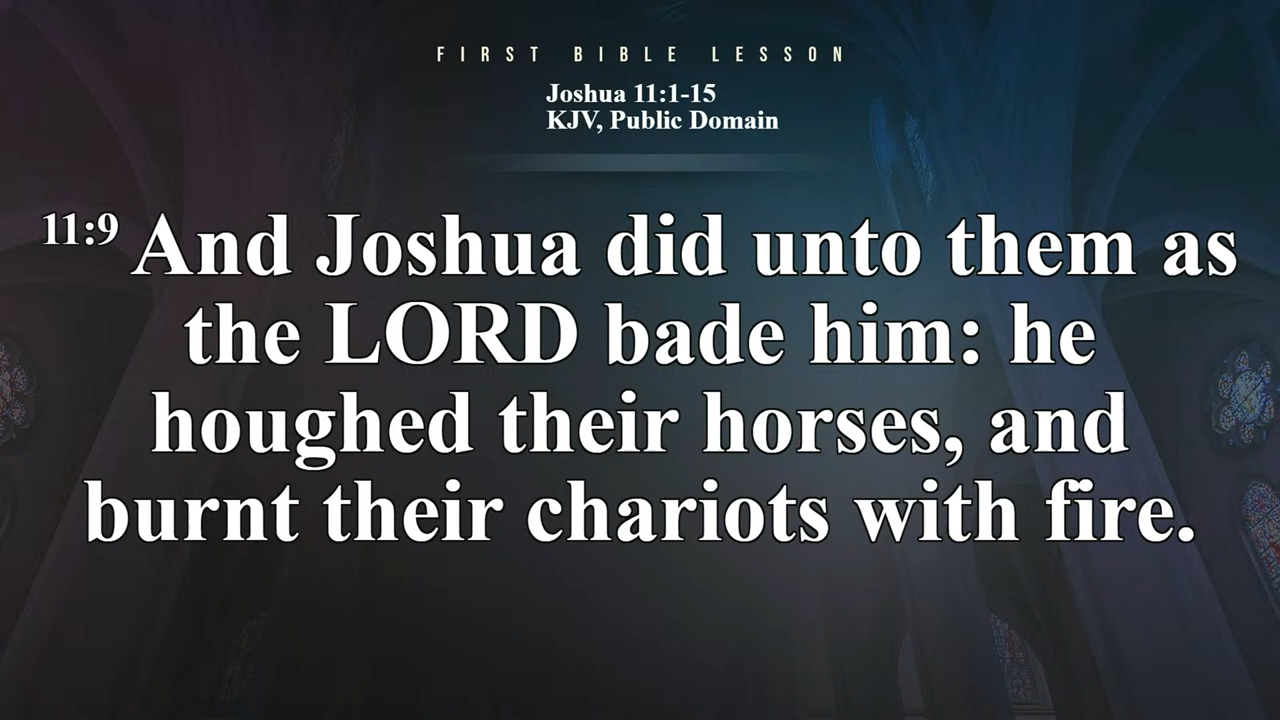 FIRST BIBLE LESSON
Joshua 11:1-15
KJV, Public Domain
11:9 And Joshua did unto them as
the LORD bade him: he
houghed their horses, and
burnt their chariots with fire.